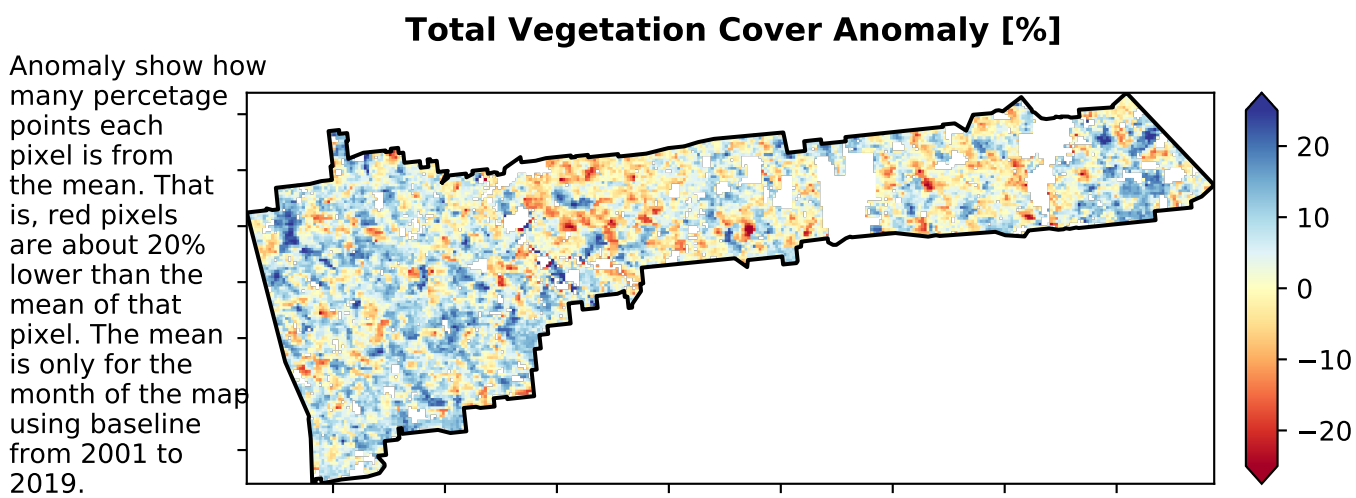 Total Vegetation Cover Anomaly [%]
Anomaly show how
many percetage
points each
pixel is from
the mean. That
is, red pixels
are about 20%
lower than the
mean of that
pixel. The mean
is only for the
month of the map
using baseline
from 2001 to
2019.
20
10
0
−10
−20